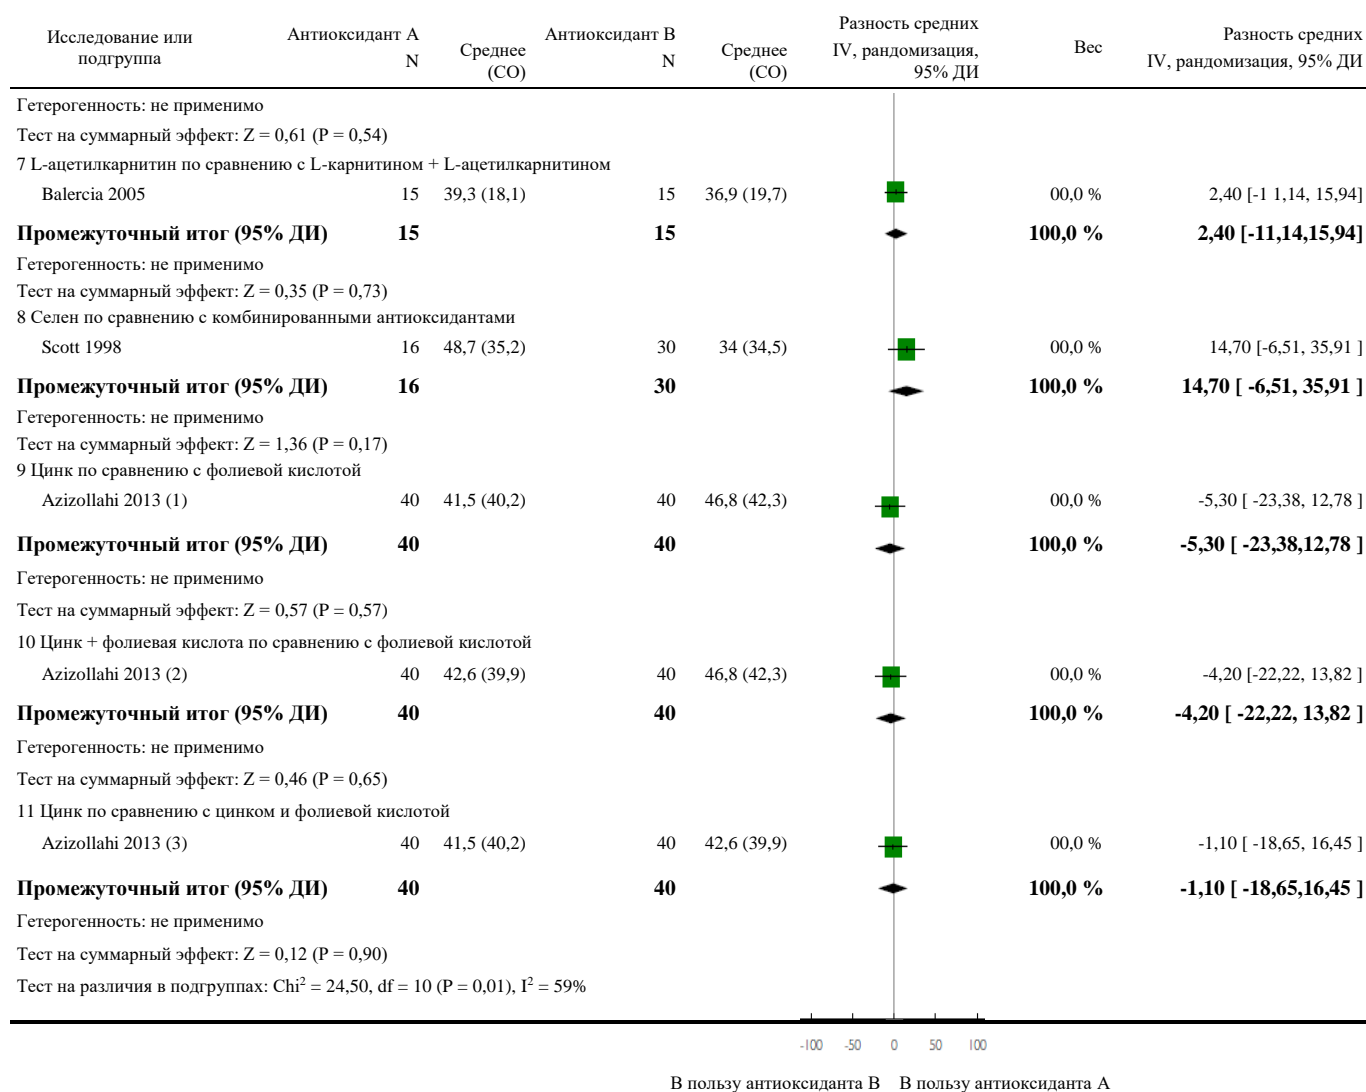 Исследование или подгруппа Антиоксидант A N Среднее (СО) Антиоксидант B N Среднее (СО) Разность средних IV, рандомизация, 95% ДИ Вес Разность средних IV, рандомизация, 95% ДИ
Гетерогенность: не применимо
Тест на суммарный эффект: Z = 0,61 (P = 0,54)
7 L-ацетилкарнитин по сравнению с L-карнитином + L-ацетилкарнитином
Balercia 2005 15 39,3 (18,1) 15 36,9 (19,7) 00,0 % 2,40 [-1 1,14, 15,94]
Промежуточный итог (95% ДИ) 15 15 100,0 % 2,40 [-11,14,15,94]
Гетерогенность: не применимо
Тест на суммарный эффект: Z = 0,35 (P = 0,73)
8 Селен по сравнению с комбинированными антиоксидантами
Scott 1998 16 48,7 (35,2) 30 34 (34,5) 00,0 % 14,70 [-6,51, 35,91 ]
Промежуточный итог (95% ДИ) 16 30 100,0 % 14,70 [ -6,51, 35,91 ]
Гетерогенность: не применимо
Тест на суммарный эффект: Z = 1,36 (P = 0,17)
9 Цинк по сравнению с фолиевой кислотой
Azizollahi 2013 (1) 40 41,5 (40,2) 40 46,8 (42,3) 00,0 % -5,30 [ -23,38, 12,78 ]
Промежуточный итог (95% ДИ) 40 40 100,0 % -5,30 [ -23,38,12,78 ]
Гетерогенность: не применимо
Тест на суммарный эффект: Z = 0,57 (P = 0,57)
10 Цинк + фолиевая кислота по сравнению с фолиевой кислотой
Azizollahi 2013 (2) 40 42,6 (39,9) 40 46,8 (42,3) 00,0 % -4,20 [-22,22, 13,82 ]
Промежуточный итог (95% ДИ) 40 40 100,0 % -4,20 [ -22,22, 13,82 ]
Гетерогенность: не применимо
Тест на суммарный эффект: Z = 0,46 (P = 0,65)
11 Цинк по сравнению с цинком и фолиевой кислотой
Azizollahi 2013 (3) 40 41,5 (40,2) 40 42,6 (39,9) 00,0 % -1,10 [ -18,65, 16,45 ]
Промежуточный итог (95% ДИ) 40 40 100,0 % -1,10 [ -18,65,16,45 ]
Гетерогенность: не применимо
Тест на суммарный эффект: Z = 0,12 (P = 0,90)
Тест на различия в подгруппах: Chi² = 24,50, df = 10 (P = 0,01), I² = 59%
-100 -50 0 50 100
В пользу антиоксиданта B В пользу антиоксиданта A